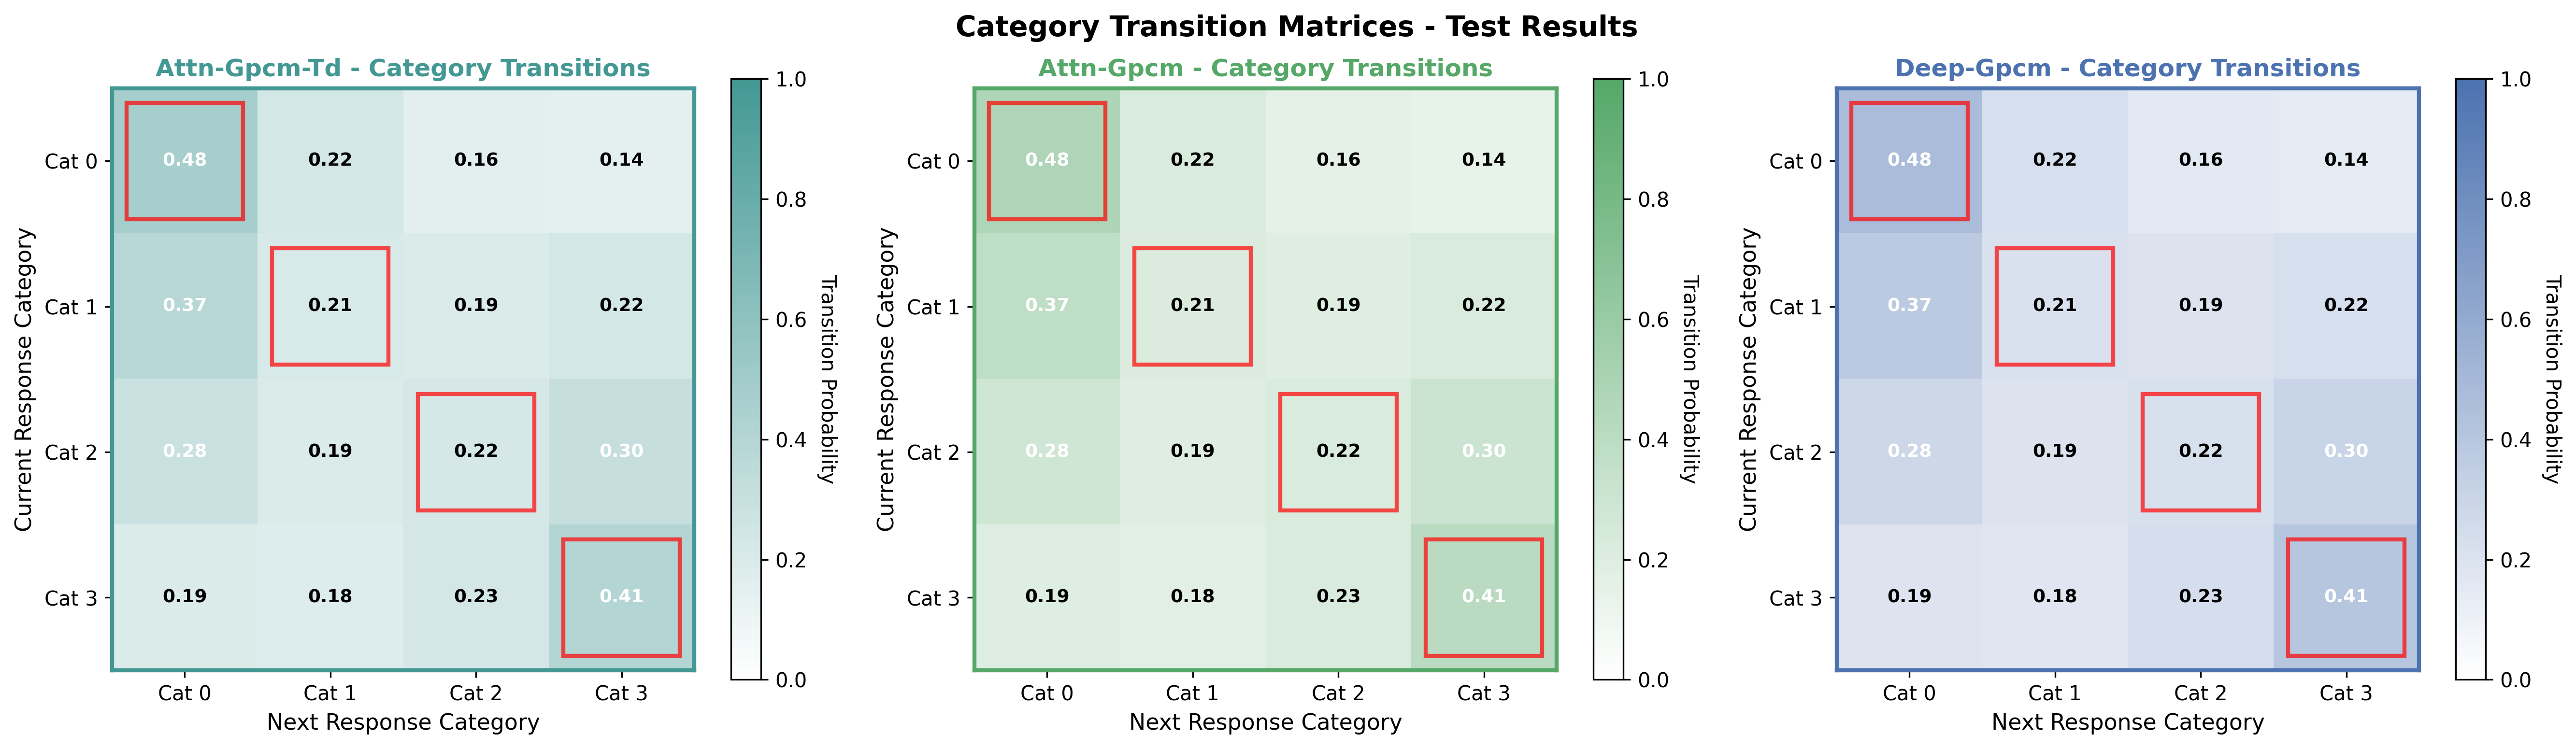 Category Transition Matrices - Test Results
Attn-Gpcm-Td - Category Transitions
Current Response Category
Cat 0 0.48 0.22 0.16 0.14
Cat 1 0.37 0.21 0.19 0.22
Cat 2 0.28 0.19 0.22 0.30
Cat 3 0.19 0.18 0.23 0.41
Cat 0 Cat 1 Cat 2 Cat 3
Next Response Category
1.0
0.8
0.6
0.4
0.2
0.0
Transition Probability
Attn-Gpcm - Category Transitions
Current Response Category
Cat 0 0.48 0.22 0.16 0.14
Cat 1 0.37 0.21 0.19 0.22
Cat 2 0.28 0.19 0.22 0.30
Cat 3 0.19 0.18 0.23 0.41
Cat 0 Cat 1 Cat 2 Cat 3
Next Response Category
1.0
0.8
0.6
0.4
0.2
0.0
Transition Probability
Deep-Gpcm - Category Transitions
Current Response Category
Cat 0 0.48 0.22 0.16 0.14
Cat 1 0.37 0.21 0.19 0.22
Cat 2 0.28 0.19 0.22 0.30
Cat 3 0.19 0.18 0.23 0.41
Cat 0 Cat 1 Cat 2 Cat 3
Next Response Category
1.0
0.8
0.6
0.4
0.2
0.0
Transition Probability